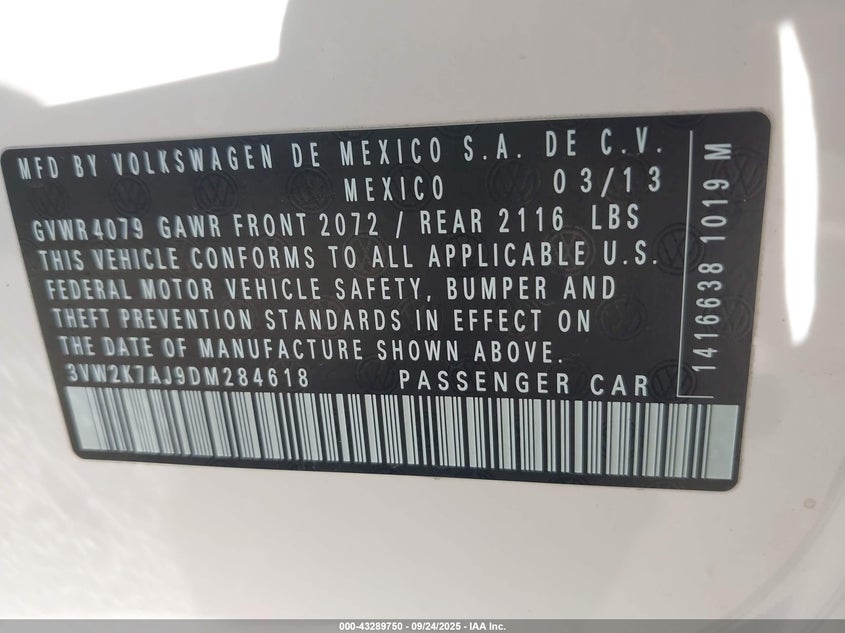 MFD BY VOLKSWAGEN DE MEXICO S.A. DE C.V.
MEXICO 03/13
GVWR 4079 GAWR FRONT 2072 / REAR 2116 LBS
THIS VEHICLE CONFORMS TO ALL APPLICABLE U.S.
FEDERAL MOTOR VEHICLE SAFETY, BUMPER AND
THEFT PREVENTION STANDARDS IN EFFECT ON
THE DATE OF MANUFACTURE SHOWN ABOVE.
3VW2K7AJ9DM284618 PASSENGER CAR
1416638 1019 M
000-43289750 - 09/24/2025 - IAA Inc.